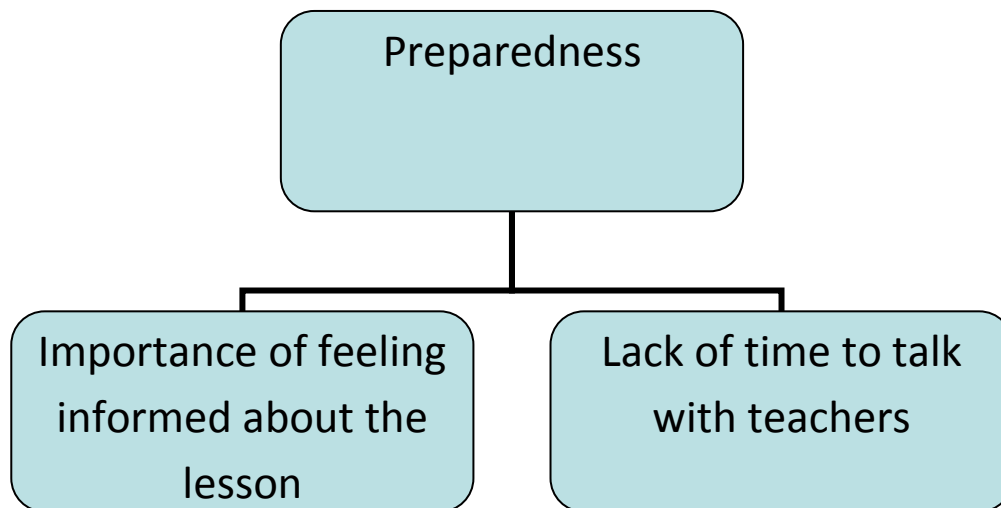 Preparedness
Importance of feeling
informed about the
lesson
Lack of time to talk
with teachers